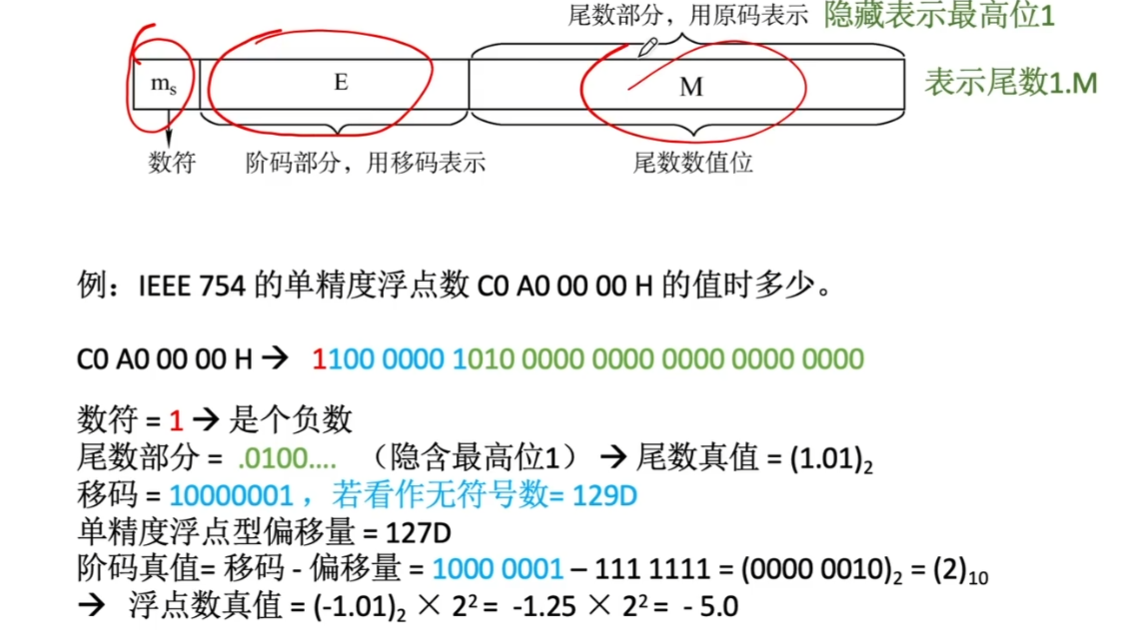 尾数部分，用原码表示 隐藏表示最高位1
mₛ E M 表示尾数1.M
数符 阶码部分，用移码表示 尾数数值位
例：IEEE 754 的单精度浮点数 C0 A0 00 00 H 的值时多少。
C0 A0 00 00 H → 1100 0000 1010 0000 0000 0000 0000 0000
数符 = 1 → 是个负数
尾数部分 = .0100.... （隐含最高位1） → 尾数真值 = (1.01)₂
移码 = 10000001 ，若看作无符号数= 129D
单精度浮点型偏移量 = 127D
阶码真值= 移码 - 偏移量 = 1000 0001 – 111 1111 = (0000 0010)₂ = (2)₁₀
→ 浮点数真值 = (-1.01)₂ × 2² = -1.25 × 2² = - 5.0